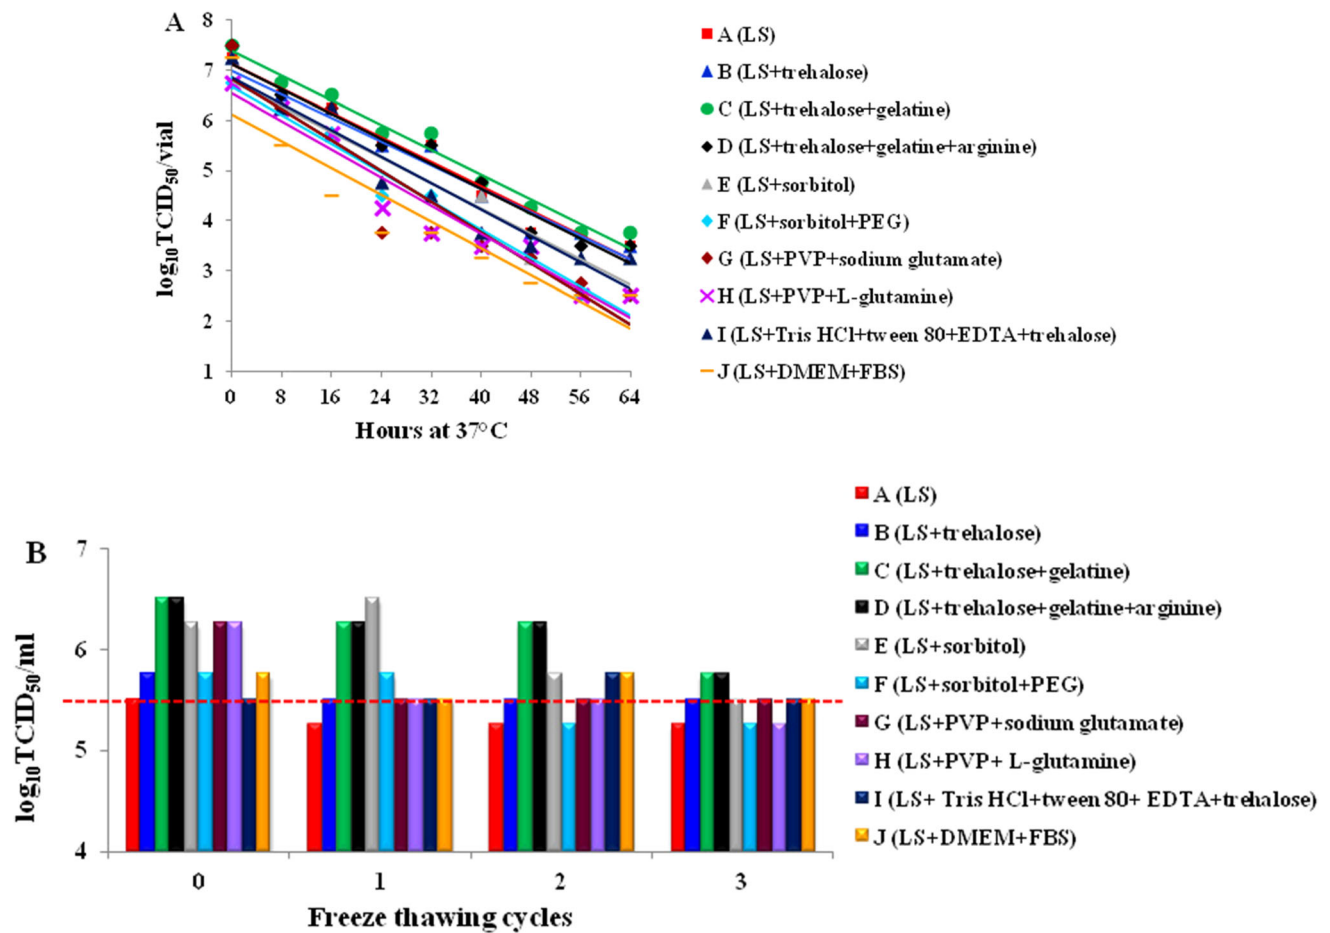 A
8
7
6
5
4
3
2
1
log₁₀TCID₅₀/vial
0 8 16 24 32 40 48 56 64
Hours at 37°C
A (LS)
B (LS+trehalose)
C (LS+trehalose+gelatine)
D (LS+trehalose+gelatine+arginine)
E (LS+sorbitol)
F (LS+sorbitol+PEG)
G (LS+PVP+sodium glutamate)
H (LS+PVP+L-glutamine)
I (LS+Tris HCl+tween 80+EDTA+trehalose)
J (LS+DMEM+FBS)
B
7
6
5
4
log₁₀TCID₅₀/ml
0 1 2 3
Freeze thawing cycles
A (LS)
B (LS+trehalose)
C (LS+trehalose+gelatine)
D (LS+trehalose+gelatine+arginine)
E (LS+sorbitol)
F (LS+sorbitol+PEG)
G (LS+PVP+sodium glutamate)
H (LS+PVP+ L-glutamine)
I (LS+ Tris HCl+tween 80+ EDTA+trehalose)
J (LS+DMEM+FBS)